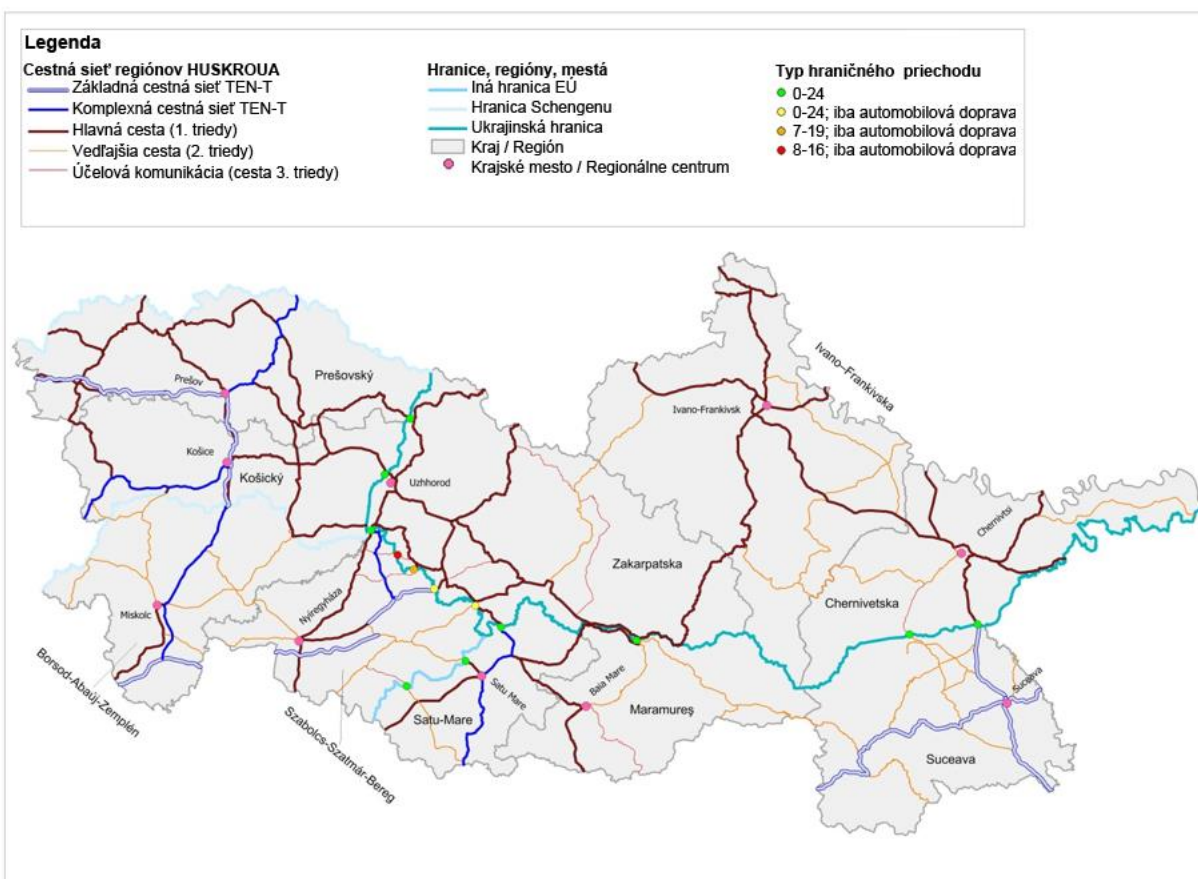 Legenda
Cestná sieť regiónov HUSKROUA
Základná cestná sieť TEN-T
Komplexná cestná sieť TEN-T
Hlavná cesta (1. triedy)
Vedľajšia cesta (2. triedy)
Účelová komunikácia (cesta 3. triedy)
Hranice, regióny, mestá
Iná hranica EÚ
Hranica Schengenu
Ukrajinská hranica
Kraj / Región
Krajské mesto / Regionálne centrum
Typ hraničného priechodu
0-24
0-24; iba automobilová doprava
7-19; iba automobilová doprava
8-16; iba automobilová doprava
Ivano-Frankivska
Prešovský
Prešov
Ivano-Frankivsk
Košice
Košický
Uzhhorod
Chernivtsi
Zakarpatska
Chernivetska
Miskolc
Nyíregyháza
Borsod-Abaúj-Zemplén
Szabolcs-Szatmár-Bereg
Satu Mare
Satu-Mare
Baia Mare
Maramureș
Suceava
Suceava